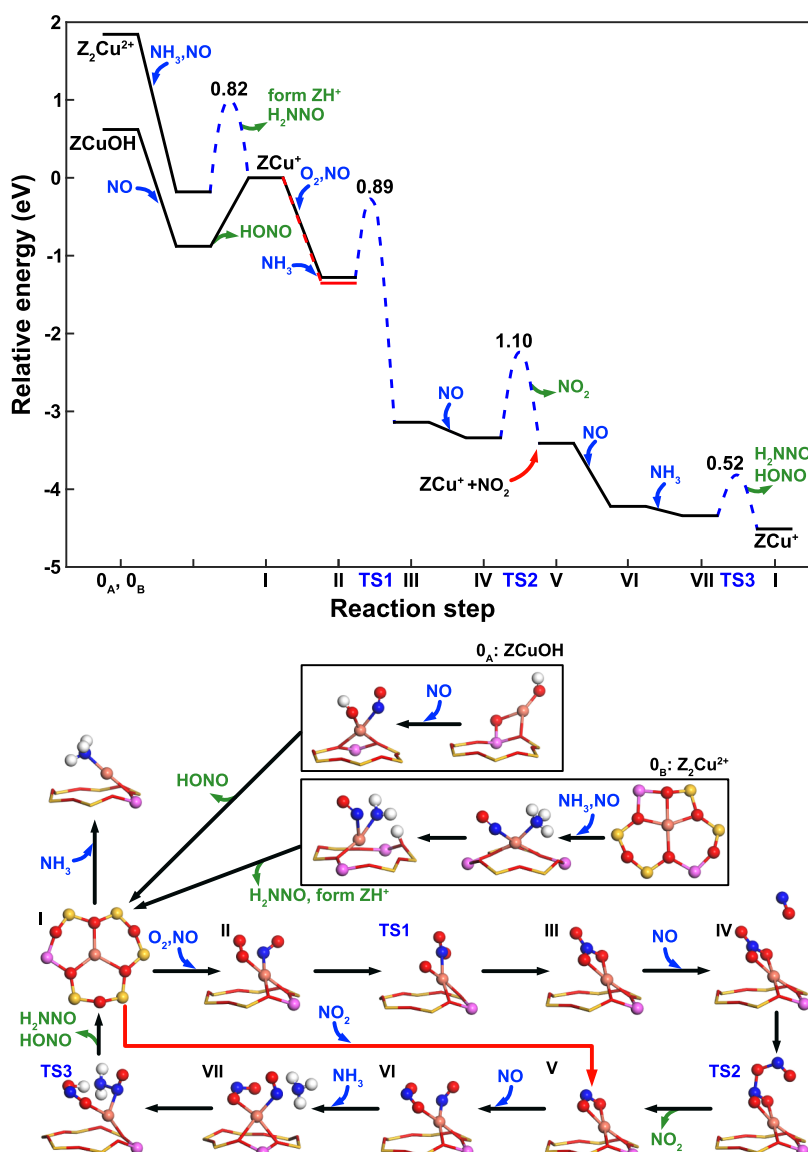 2
1
0
-1
-2
-3
-4
-5
Relative energy (eV)
Z₂Cu²⁺
NH₃,NO
0.82
form ZH⁺
H₂NNO
ZCuOH
NO
HONO
ZCu⁺
O₂,NO
NH₃
0.89
NO
1.10
NO₂
ZCu⁺ +NO₂
NO
NH₃
0.52
H₂NNO
HONO
ZCu⁺
0_A, 0_B I II TS1 III IV TS2 V VI VII TS3 I
Reaction step
0_A: ZCuOH
NO
HONO
0_B: Z₂Cu²⁺
NH₃,NO
H₂NNO, form ZH⁺
NH₃
I
O₂,NO
II
TS1
III
NO
IV
NO₂
H₂NNO
HONO
TS3
VII
NH₃
VI
NO
V
NO₂
TS2